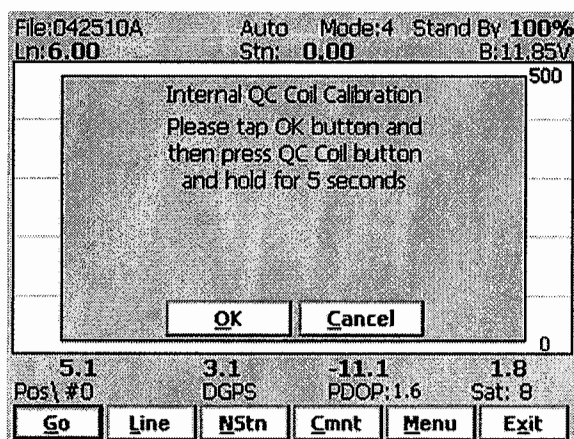 File:042510A Auto Mode:4 Stand By 100%
Ln:6.00 Stn: 0.00 B:11.85V
500
Internal QC Coil Calibration
Please tap OK button and
then press QC Coil button
and hold for 5 seconds
OK Cancel
0
5.1 3.1 -11.1 1.8
Pos\ #0 DGPS PDOP:1.6 Sat: 8
Go Line NStn Cmnt Menu Exit